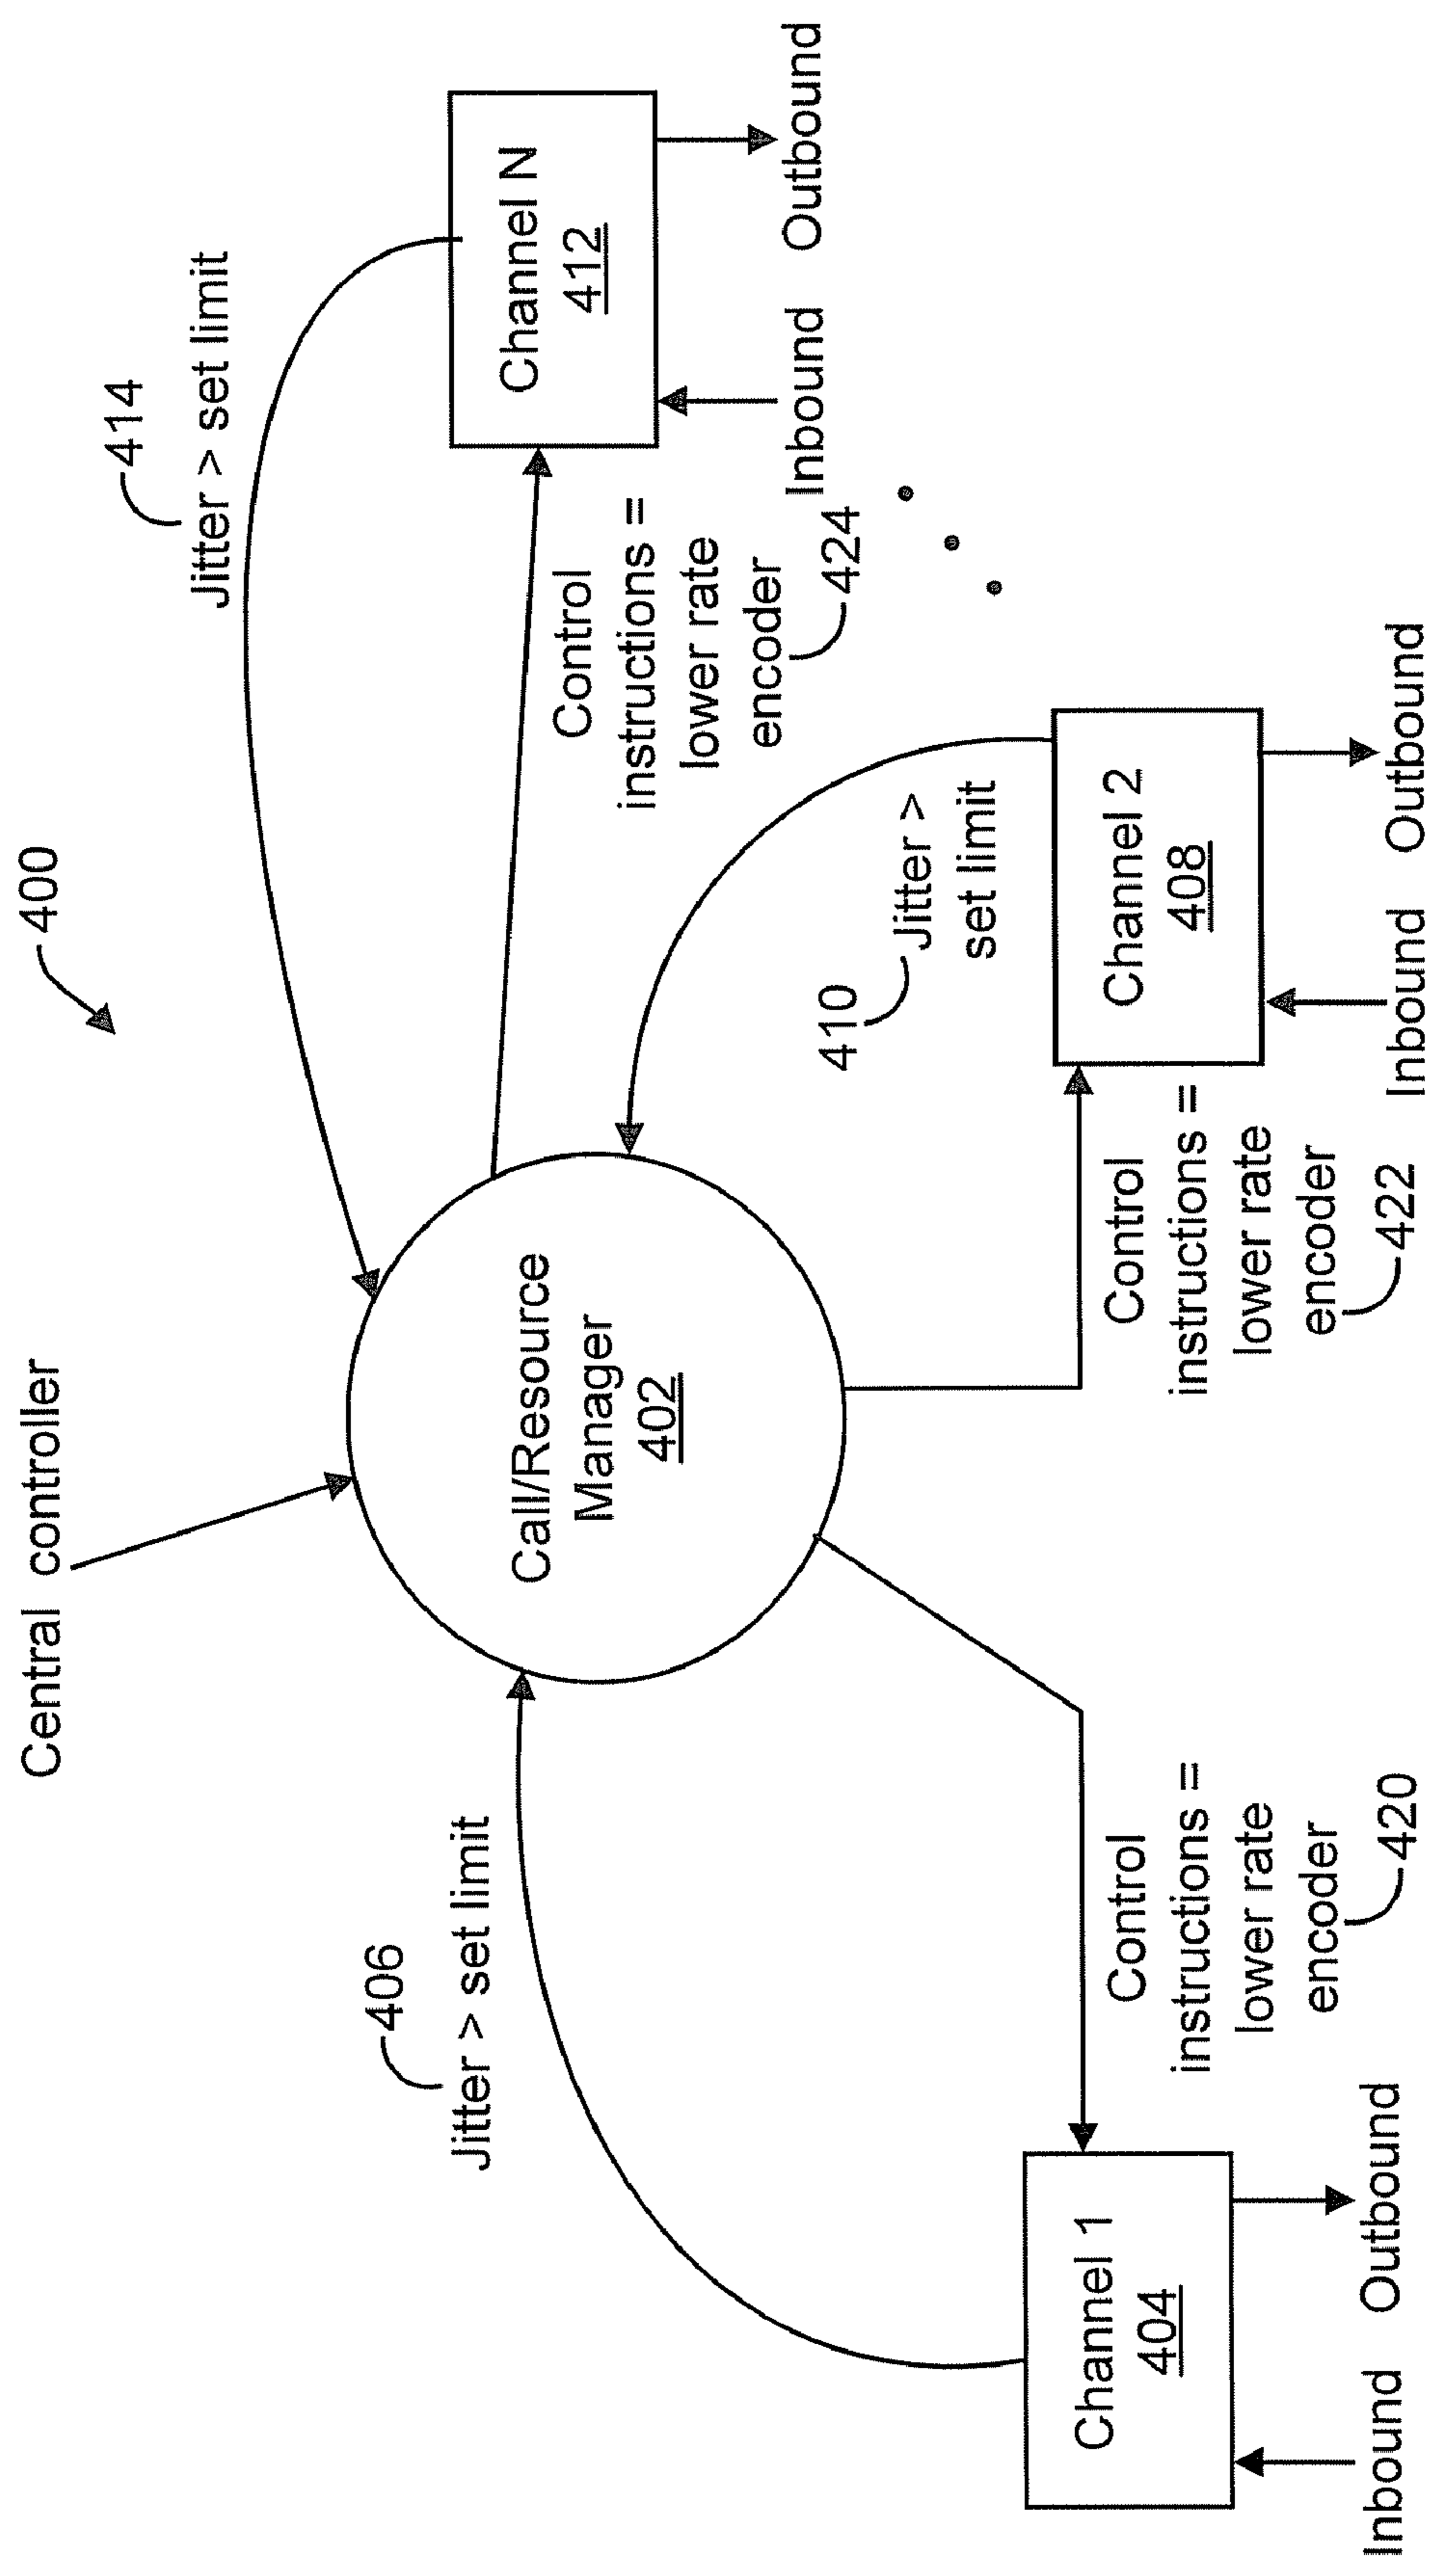 400
Central controller
414
Jitter > set limit
406
Jitter > set limit
Call/Resource
Manager
402
Channel N
412
Inbound
Outbound
Control
instructions =
lower rate
encoder
424
410
Jitter >
set limit
Channel 1
404
Inbound
Outbound
Control
instructions =
lower rate
encoder
420
Channel 2
408
Inbound
Outbound
Control
instructions =
lower rate
encoder
422